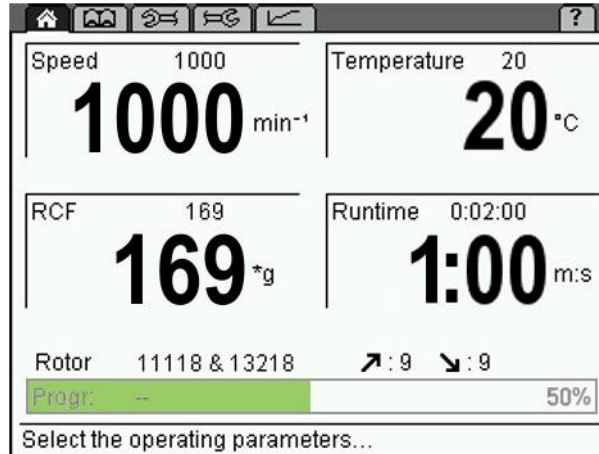 ?
Speed 1000
1000 min⁻¹
Temperature 20
20 °C
RCF 169
169 *g
Runtime 0:02:00
1:00 m:s
Rotor 11118 & 13218 ↗ : 9 ↘ : 9
Progr: -- 50%
Select the operating parameters...